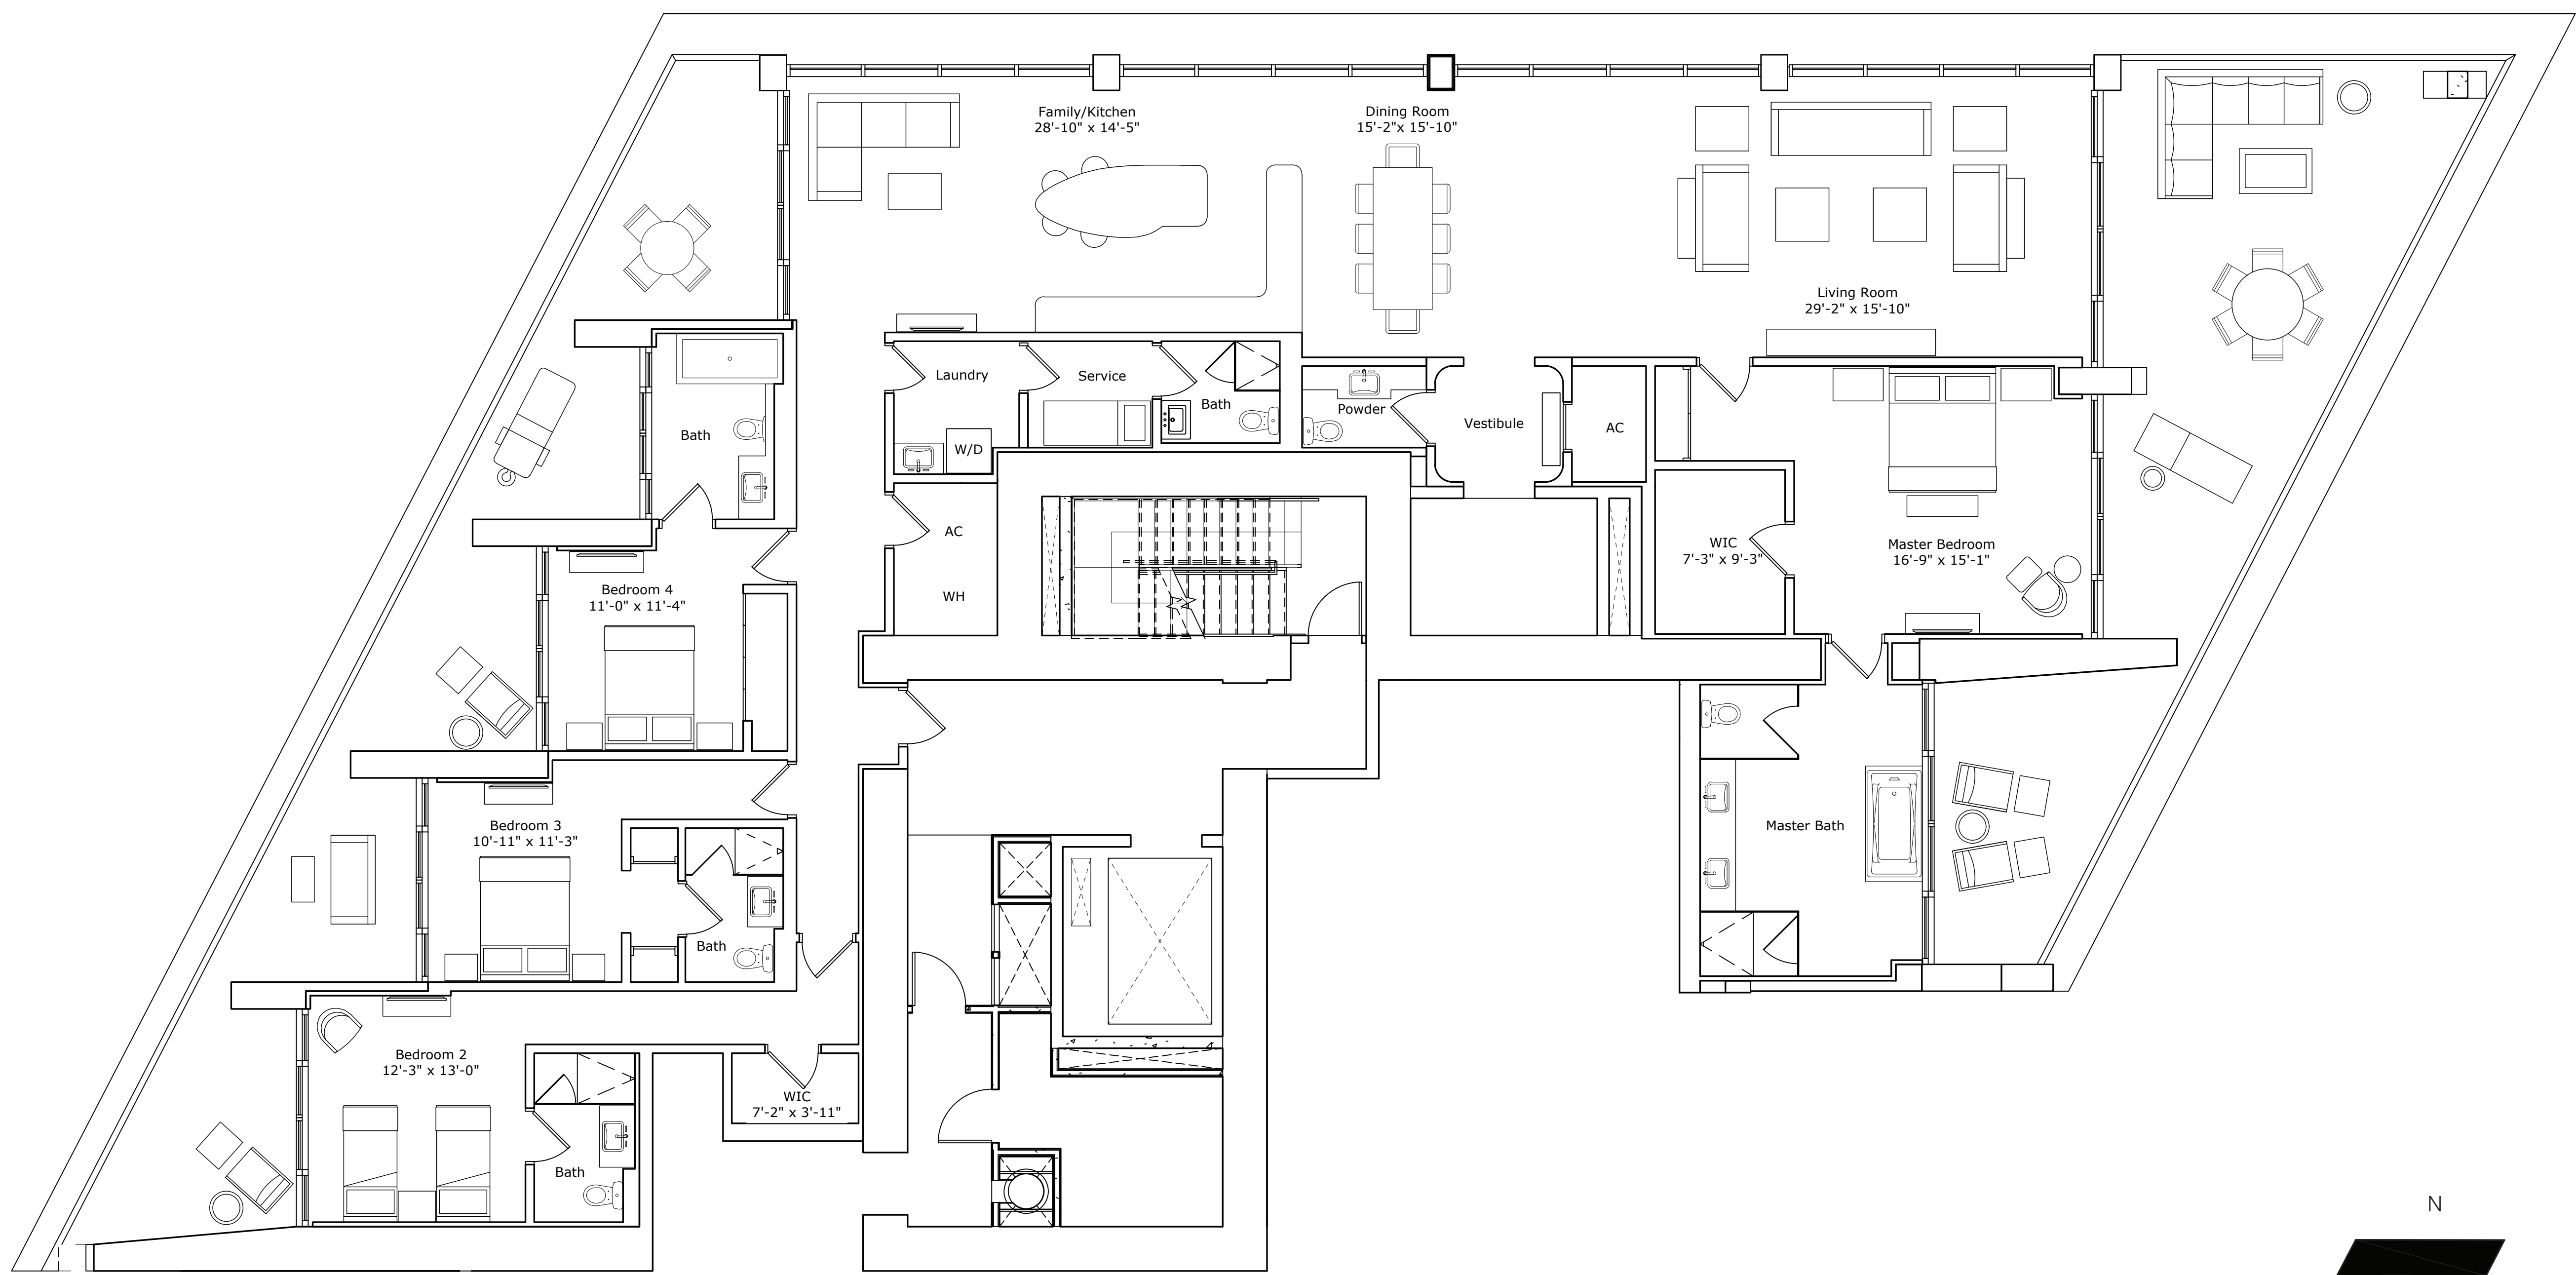 Family/Kitchen
28'-10" x 14'-5"
Dining Room
15'-2"x 15'-10"
Living Room
29'-2" x 15'-10"
Laundry
Service
Bath
Powder
Vestibule
AC
W/D
Bath
AC
WH
WIC
7'-3" x 9'-3"
Master Bedroom
16'-9" x 15'-1"
Bedroom 4
11'-0" x 11'-4"
Bedroom 3
10'-11" x 11'-3"
Bath
Master Bath
Bedroom 2
12'-3" x 13'-0"
WIC
7'-2" x 3'-11"
Bath
N